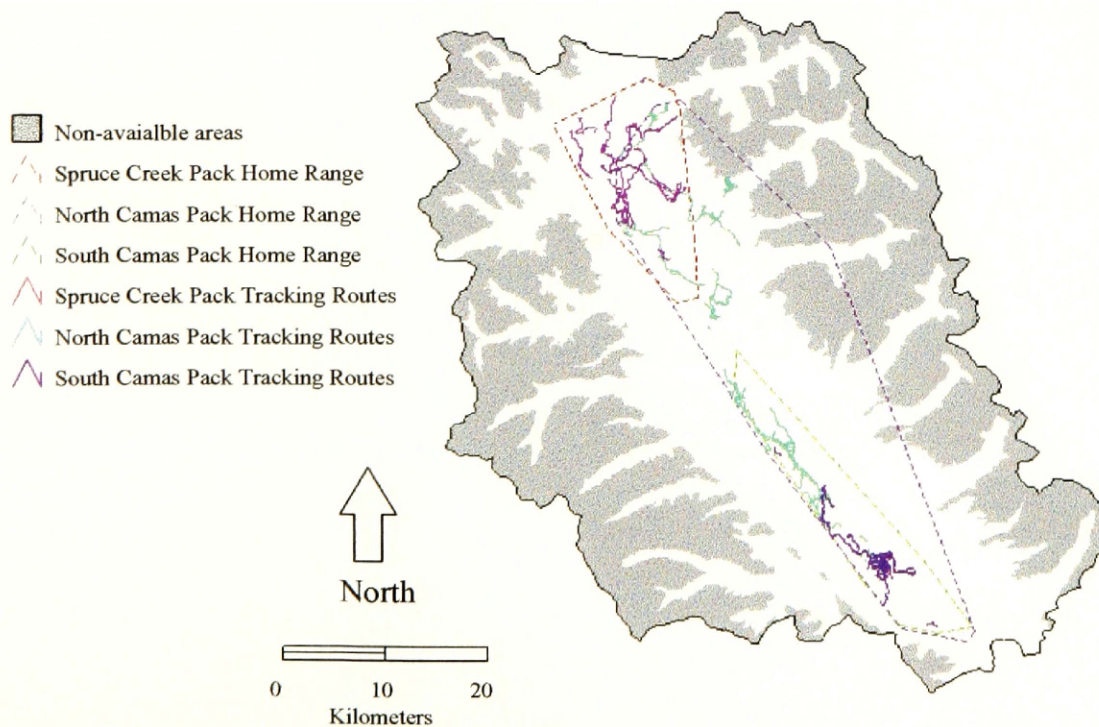 Non-avaialble areas
Spruce Creek Pack Home Range
North Camas Pack Home Range
South Camas Pack Home Range
Spruce Creek Pack Tracking Routes
North Camas Pack Tracking Routes
South Camas Pack Tracking Routes
North
0 10 20
Kilometers